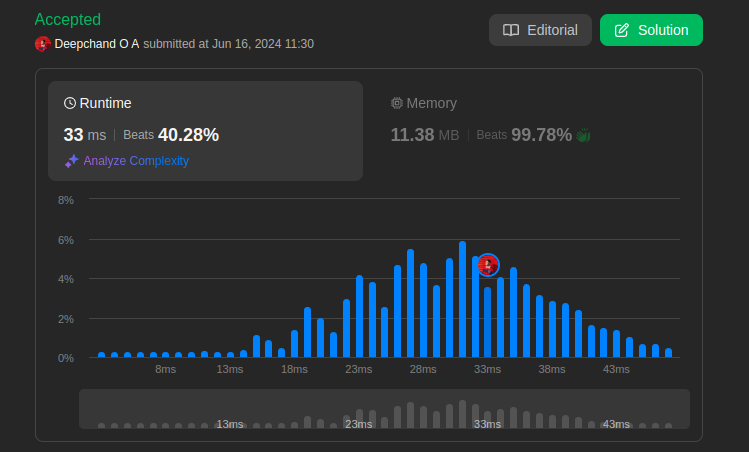 Accepted
Editorial
Solution
Deepchand O A submitted at Jun 16, 2024 11:30
Runtime
Memory
33 ms | Beats 40.28%
11.38 MB | Beats 99.78%
Analyze Complexity
8%
6%
4%
2%
0%
8ms 13ms 18ms 23ms 28ms 33ms 38ms 43ms
13ms 23ms 33ms 43ms